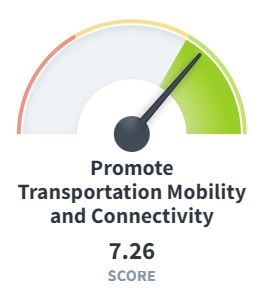 Promote
Transportation Mobility
and Connectivity
7.26
SCORE